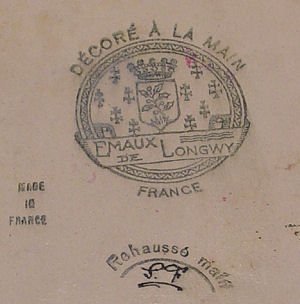 DÉCORÉ À LA MAIN
EMAUX
DE LONGWY
FRANCE
MADE
IN
FRANCE
Rehaussé main